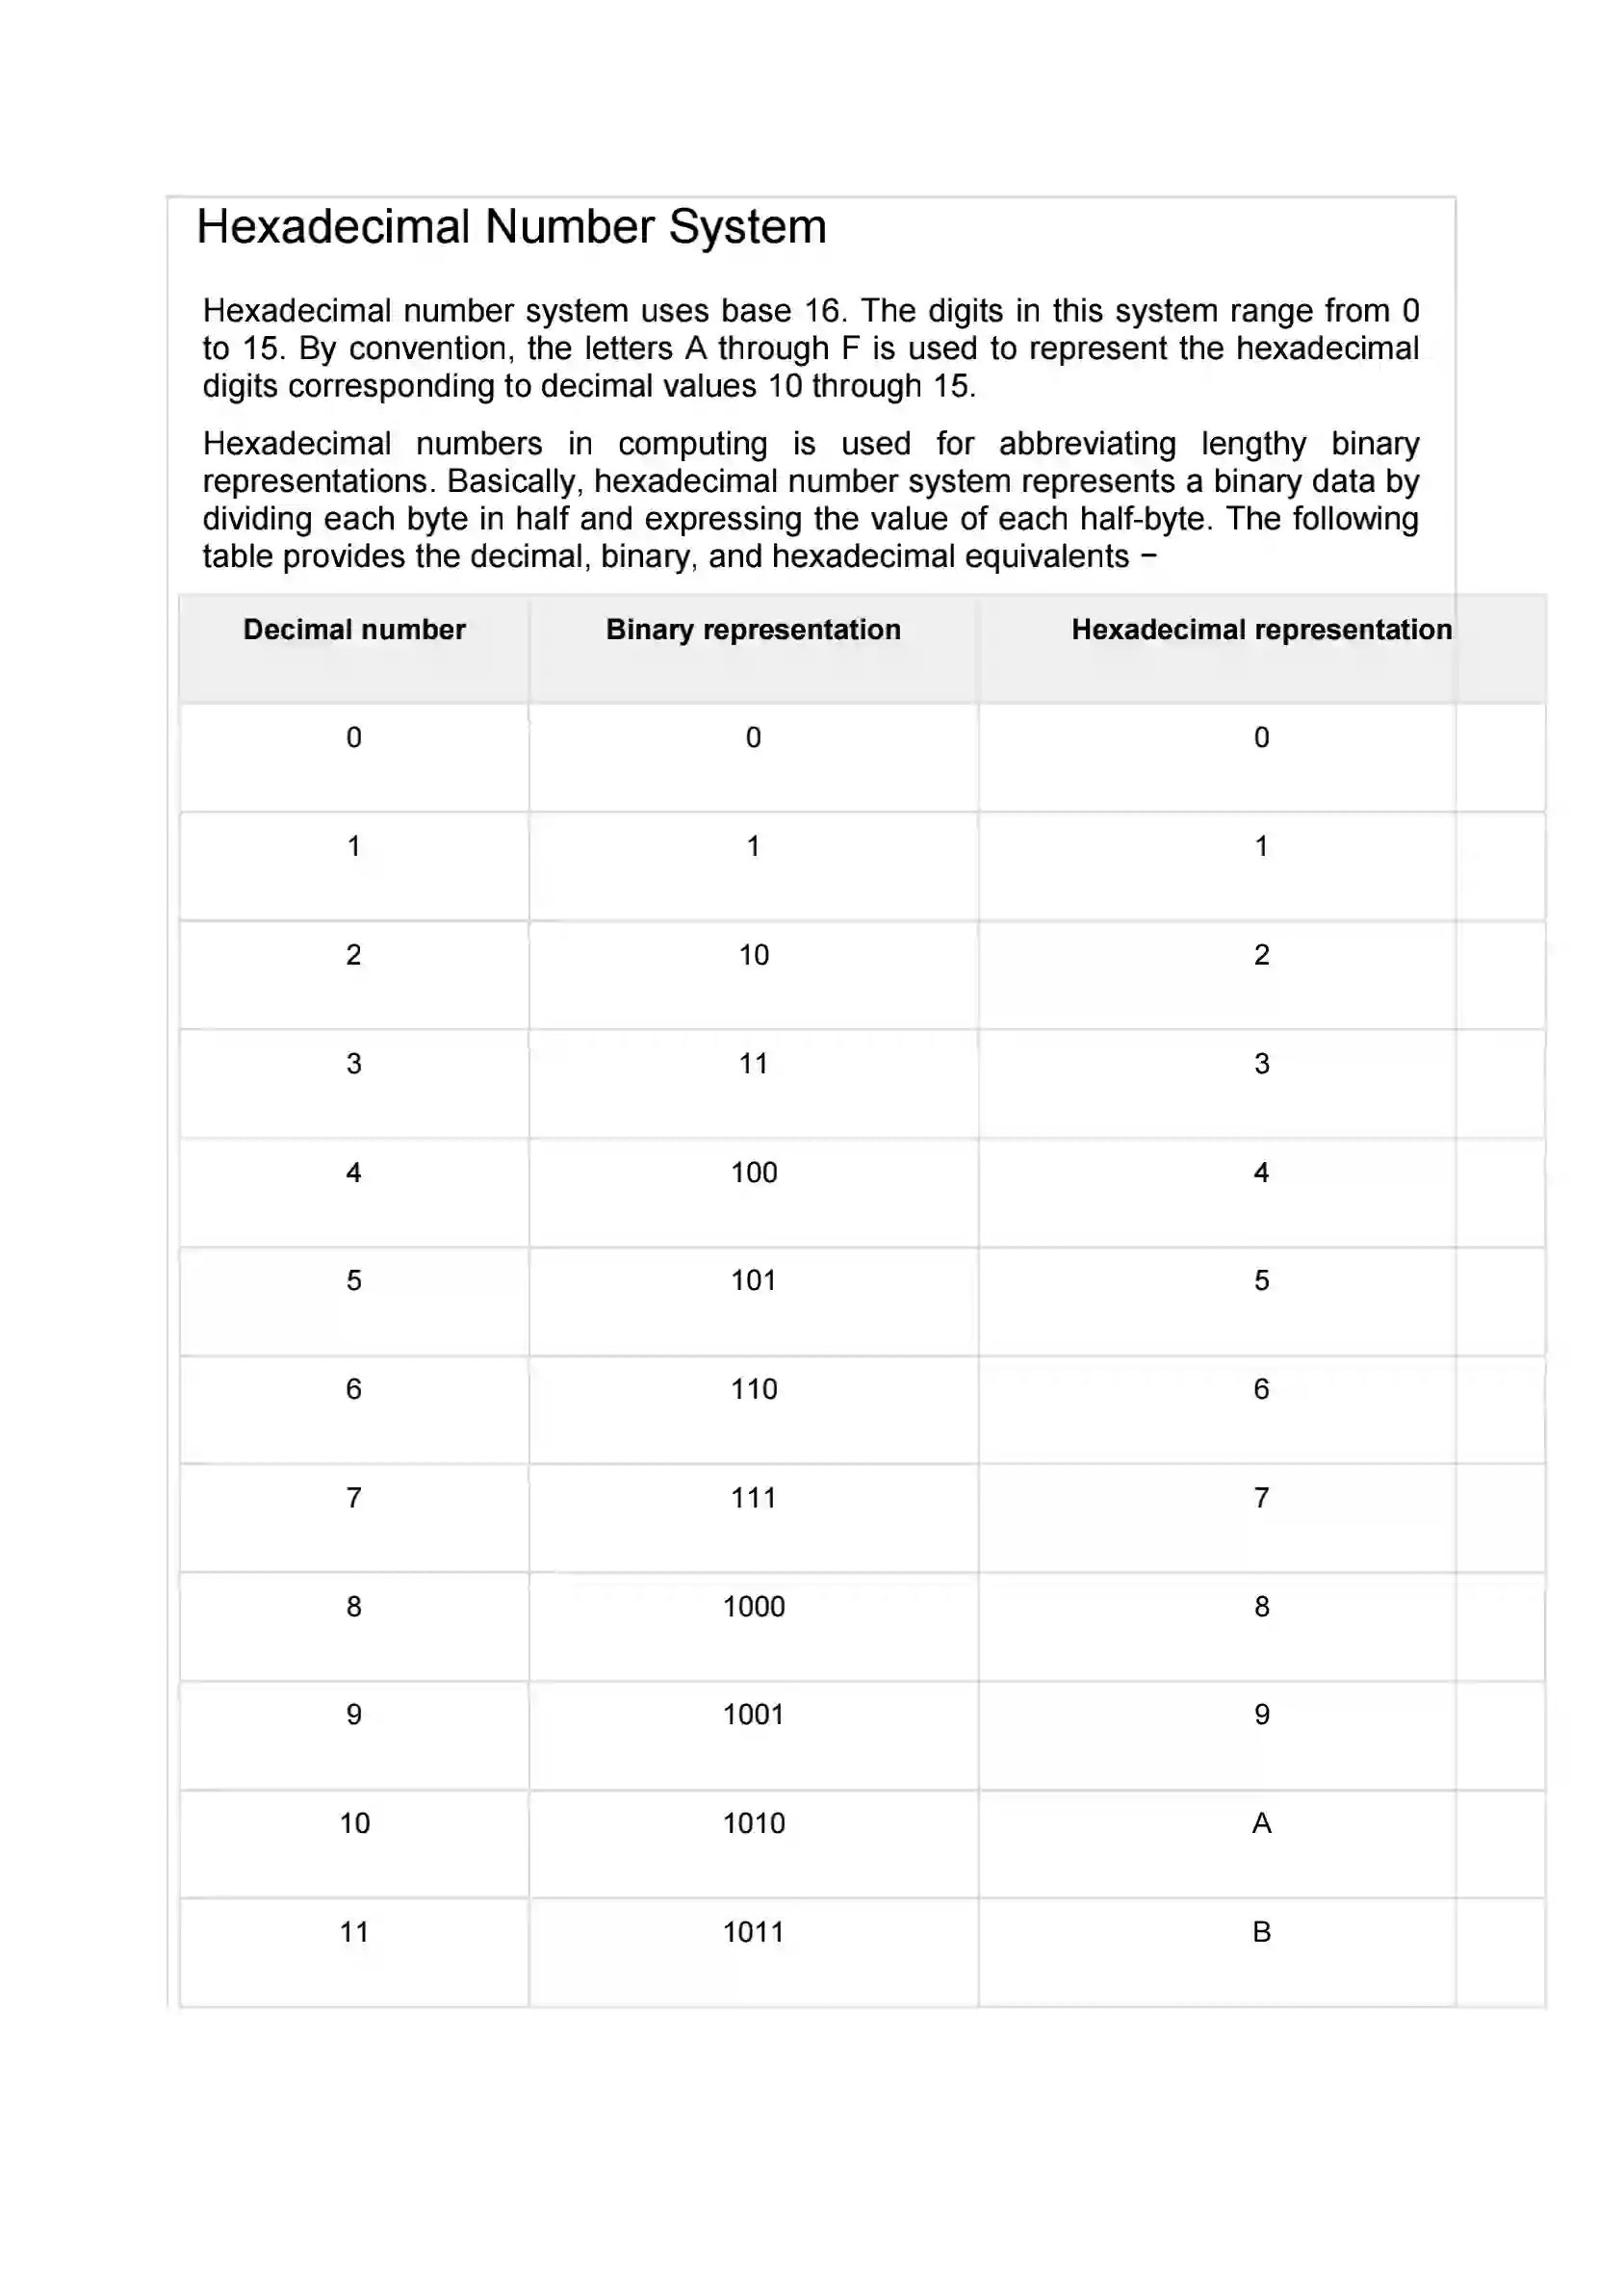 Hexadecimal Number System
Hexadecimal number system uses base 16. The digits in this system range from 0
to 15. By convention, the letters A through F is used to represent the hexadecimal
digits corresponding to decimal values 10 through 15.
Hexadecimal numbers in computing is used for abbreviating lengthy binary
representations. Basically, hexadecimal number system represents a binary data by
dividing each byte in half and expressing the value of each half-byte. The following
table provides the decimal, binary, and hexadecimal equivalents −
Decimal number Binary representation Hexadecimal representation
0 0 0
1 1 1
2 10 2
3 11 3
4 100 4
5 101 5
6 110 6
7 111 7
8 1000 8
9 1001 9
10 1010 A
11 1011 B